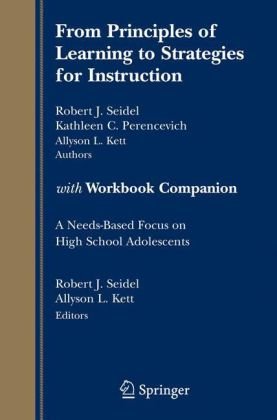 From Principles of
Learning to Strategies
for Instruction
Robert J. Seidel
Kathleen C. Perencevich
Allyson L. Kett
Authors
with Workbook Companion
A Needs-Based Focus on
High School Adolescents
Robert J. Seidel
Allyson L. Kett
Editors
Springer